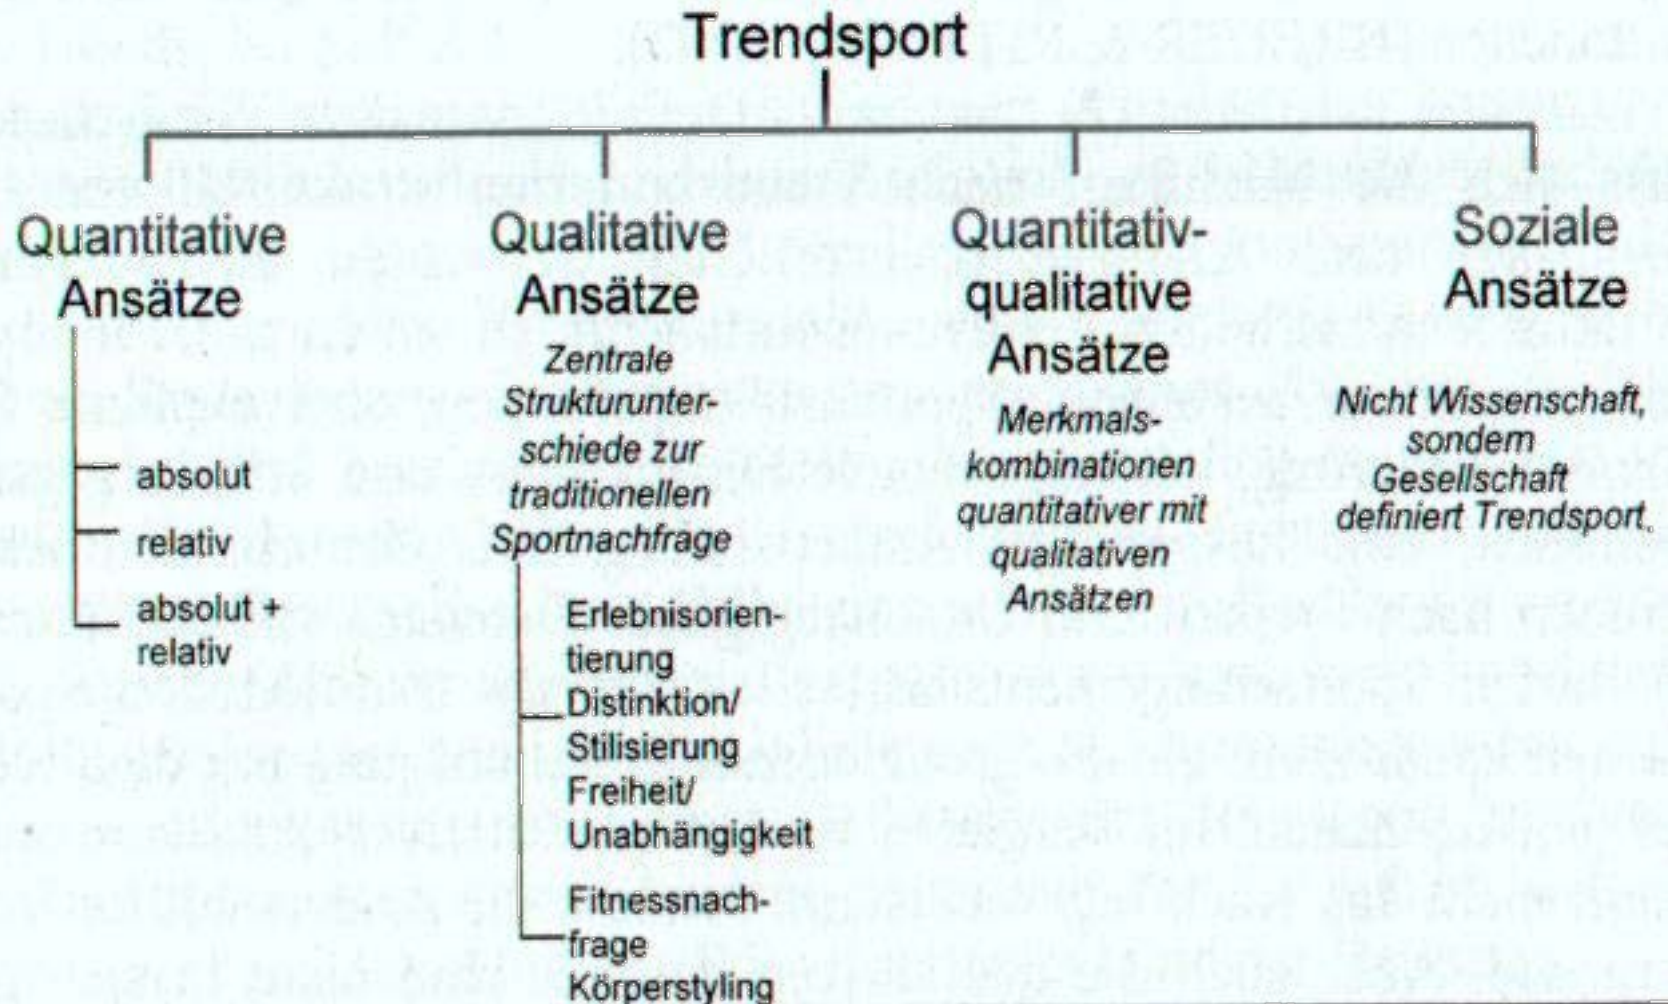 Trendsport
Quantitative
Ansätze
absolut
relativ
absolut +
relativ
Qualitative
Ansätze
Zentrale
Strukturunter-
schiede zur
traditionellen
Sportnachfrage
Erlebnisorien-
tierung
Distinktion/
Stilisierung
Freiheit/
Unabhängigkeit
Fitnessnach-
frage
Körperstyling
Quantitativ-
qualitative
Ansätze
Merkmals-
kombinationen
quantitativer mit
qualitativen
Ansätzen
Soziale
Ansätze
Nicht Wissenschaft,
sondern
Gesellschaft
definiert Trendsport.